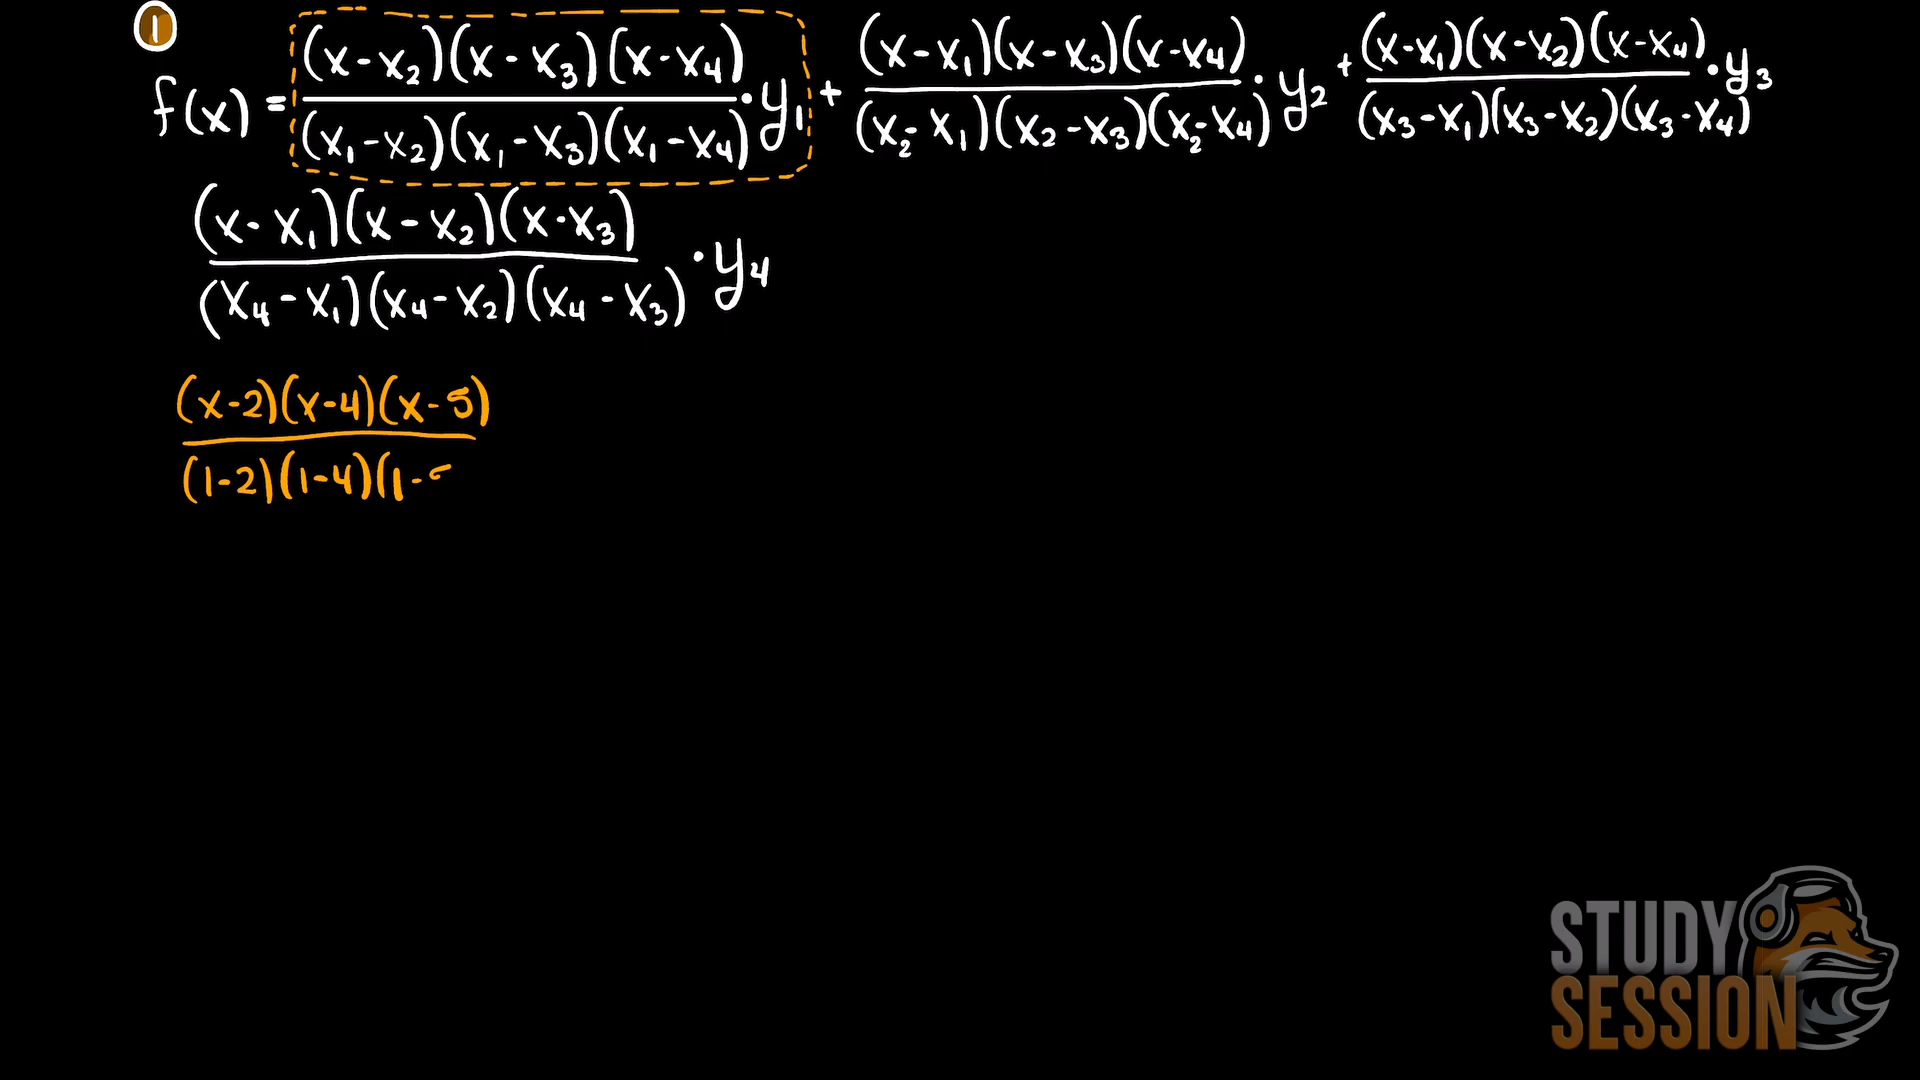 1
f(x) = (x-x₂)(x-x₃)(x-x₄) / (x₁-x₂)(x₁-x₃)(x₁-x₄) · y₁ + (x-x₁)(x-x₃)(x-x₄) / (x₂-x₁)(x₂-x₃)(x₂-x₄) · y₂ + (x-x₁)(x-x₂)(x-x₄) / (x₃-x₁)(x₃-x₂)(x₃-x₄) · y₃
(x-x₁)(x-x₂)(x-x₃) / (x₄-x₁)(x₄-x₂)(x₄-x₃) · y₄
(x-2)(x-4)(x-5)
(1-2)(1-4)(1-
STUDY
SESSION